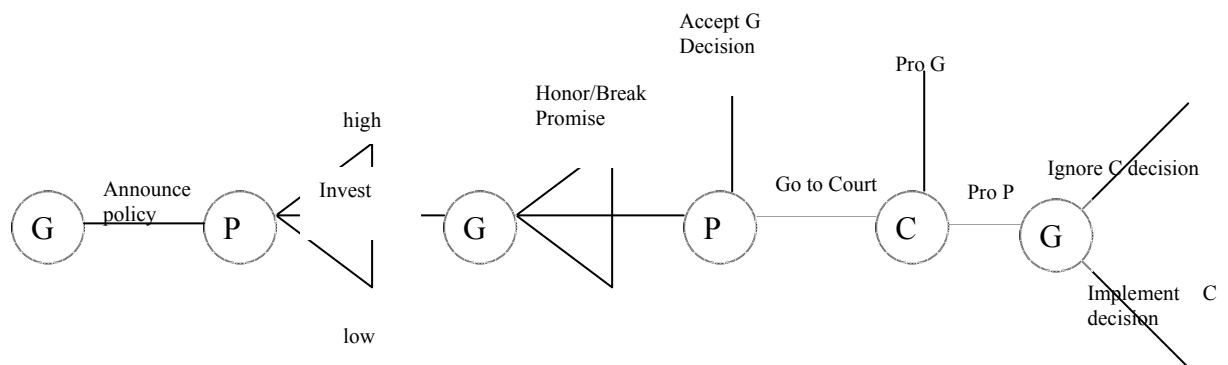 Accept G
Decision
Pro G
Honor/Break
Promise
high
Announce
policy
Invest
Go to Court
Pro P
Ignore C decision
G
P
G
P
C
G
Implement C
decision
low